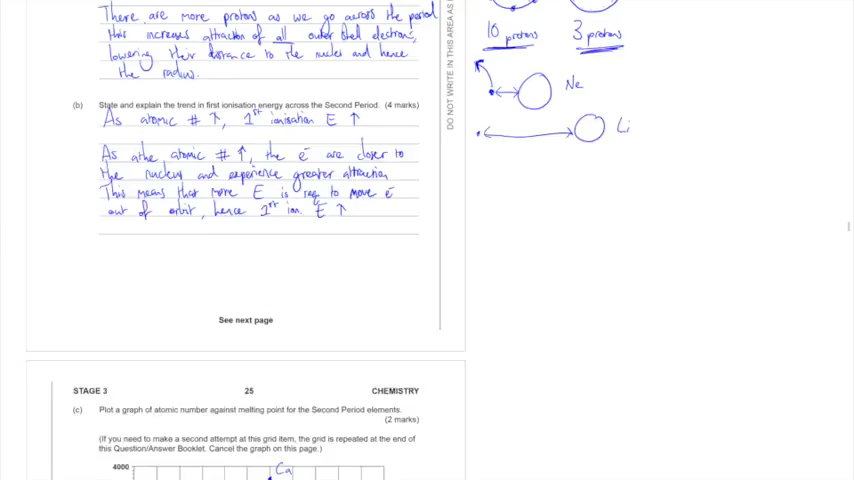 There are more protons as we go across the period
this increases attraction of all outer shell electrons,
lowering their distance to the nucleus and hence
the radius.
10 protons 3 protons
Ne
Li
DO NOT WRITE IN THIS AREA AS
(b) State and explain the trend in first ionisation energy across the Second Period. (4 marks)
As atomic # ↑, 1st ionisation E ↑
As the atomic # ↑, the e⁻ are closer to
the nucleus and experience greater attraction
This means that more E is req to move e⁻
out of orbit, hence 1st ion. E ↑
See next page
STAGE 3 25 CHEMISTRY
(c) Plot a graph of atomic number against melting point for the Second Period elements.
(2 marks)
(If you need to make a second attempt at this grid item, the grid is repeated at the end of
this Question/Answer Booklet. Cancel the graph on this page.)
4000